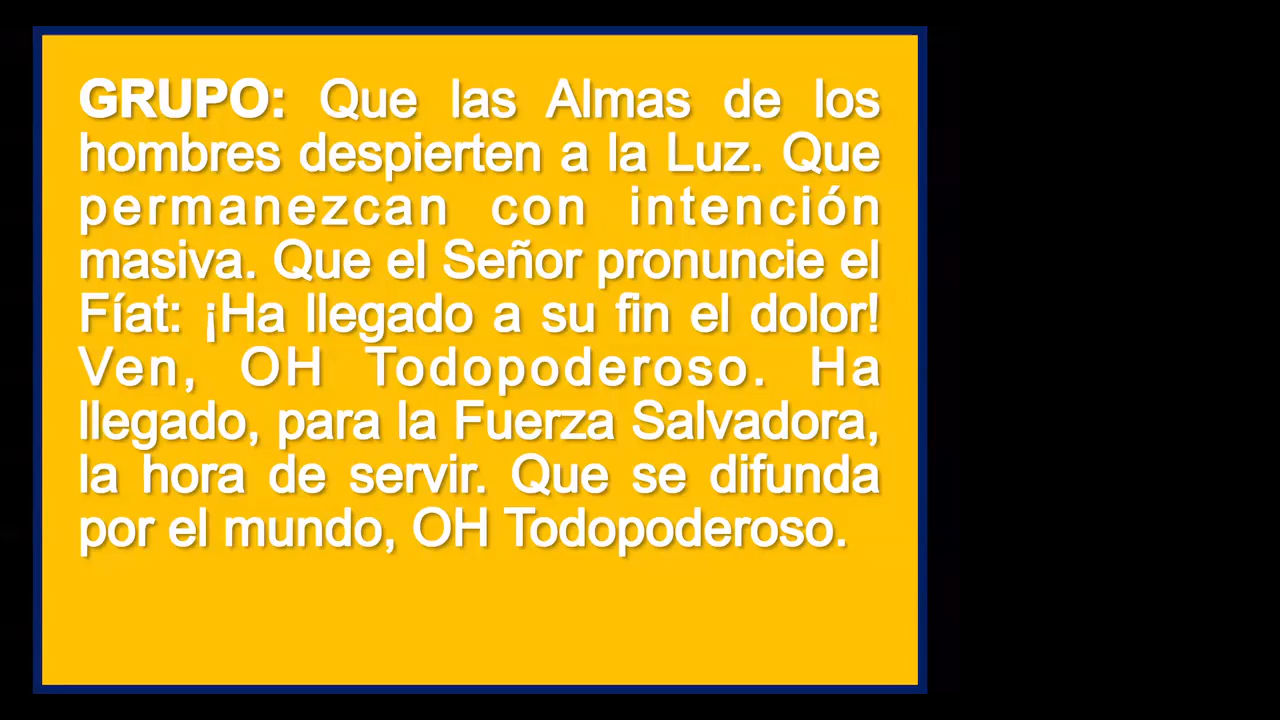 GRUPO: Que las Almas de los
hombres despierten a la Luz. Que
permanezcan con intención
masiva. Que el Señor pronuncie el
Fíat: ¡Ha llegado a su fin el dolor!
Ven, OH Todopoderoso. Ha
llegado, para la Fuerza Salvadora,
la hora de servir. Que se difunda
por el mundo, OH Todopoderoso.